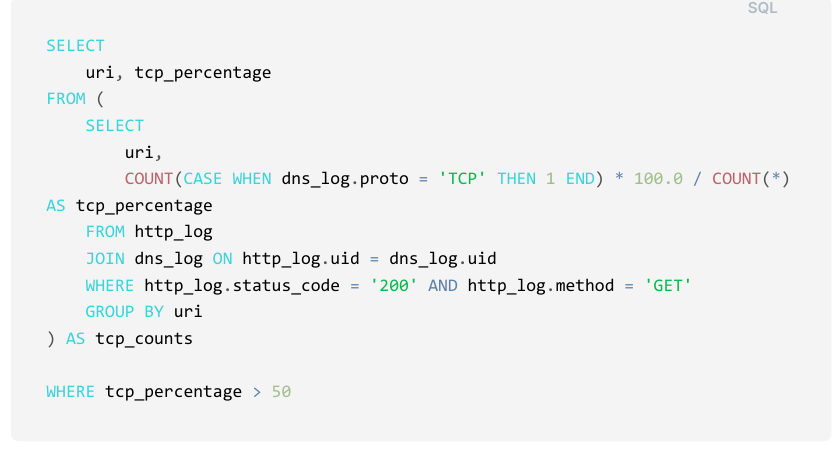 SQL
SELECT
    uri, tcp_percentage
FROM (
    SELECT
        uri,
        COUNT(CASE WHEN dns_log.proto = 'TCP' THEN 1 END) * 100.0 / COUNT(*)
AS tcp_percentage
    FROM http_log
    JOIN dns_log ON http_log.uid = dns_log.uid
    WHERE http_log.status_code = '200' AND http_log.method = 'GET'
    GROUP BY uri
) AS tcp_counts
WHERE tcp_percentage > 50